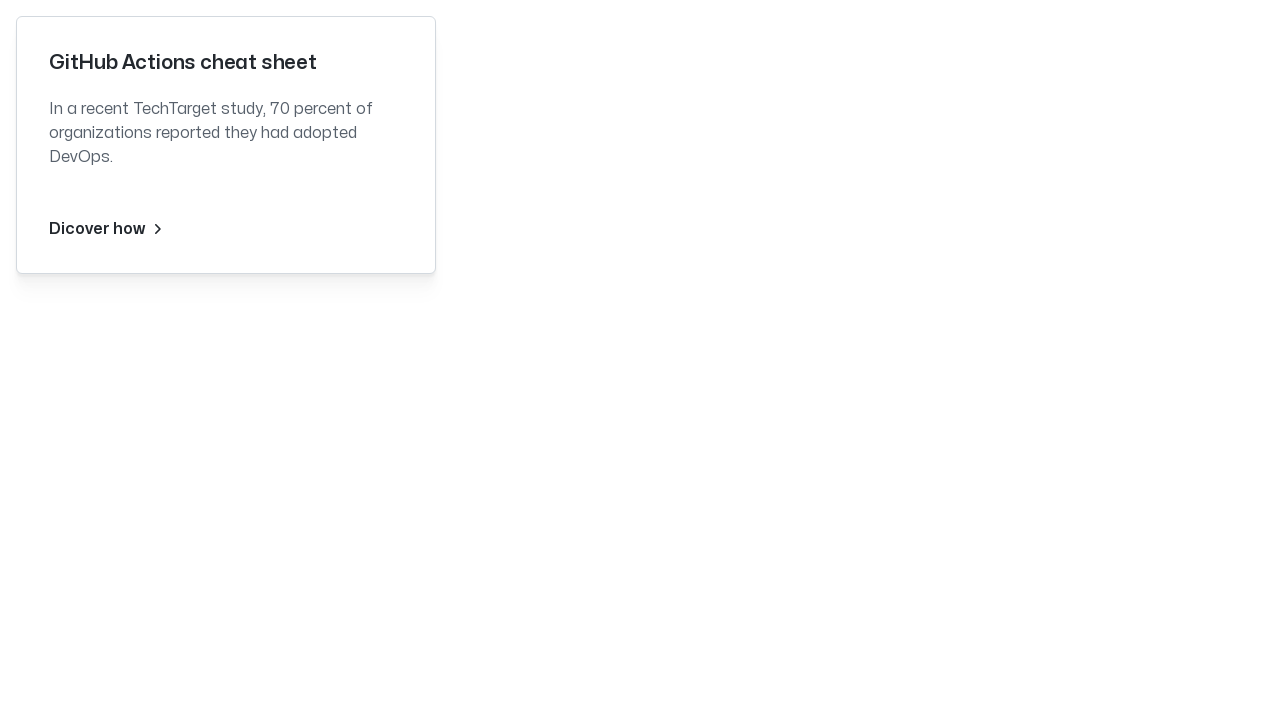 GitHub Actions cheat sheet
In a recent TechTarget study, 70 percent of
organizations reported they had adopted
DevOps.
Dicover how